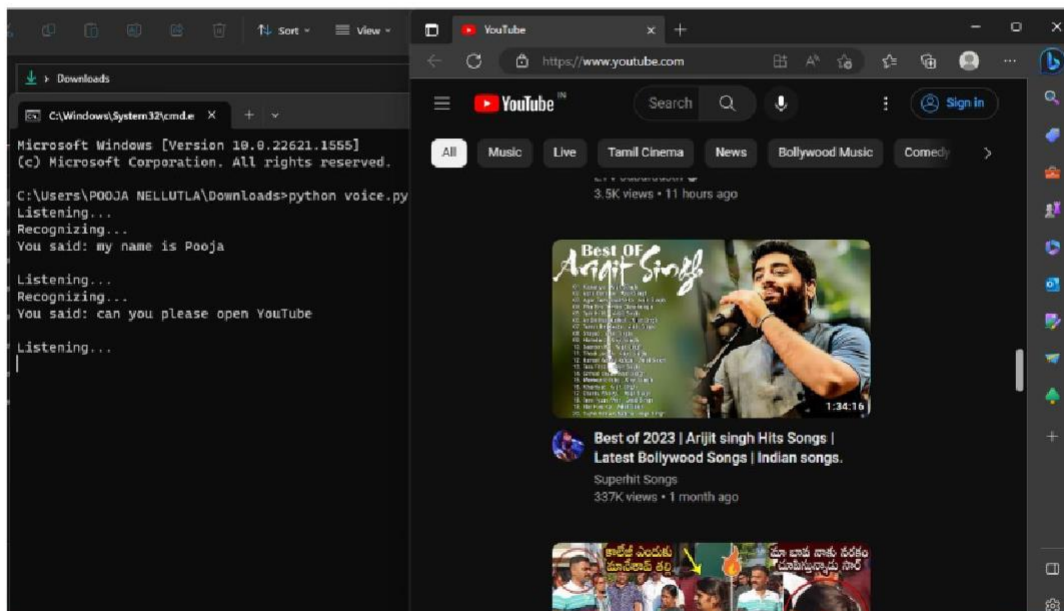 Sort
View
Downloads
C:\Windows\System32\cmd.e
Microsoft Windows [Version 10.0.22621.1555]
(c) Microsoft Corporation. All rights reserved.
C:\Users\POOJA NELLUTLA\Downloads>python voice.py
Listening...
Recognizing...
You said: my name is Pooja
Listening...
Recognizing...
You said: can you please open YouTube
Listening...
YouTube
https://www.youtube.com
YouTube IN
Search
Sign in
All Music Live Tamil Cinema News Bollywood Music Comedy
3.5K views • 11 hours ago
Best OF
Arijit Singh
1:34:16
Best of 2023 | Arijit singh Hits Songs |
Latest Bollywood Songs | Indian songs.
Superhit Songs
337K views • 1 month ago
కాలేజీ ఎందుకు
మానేశావ్ తల్లి
మా బావ నాకు నరకం
చూపిస్తున్నాడు సార్